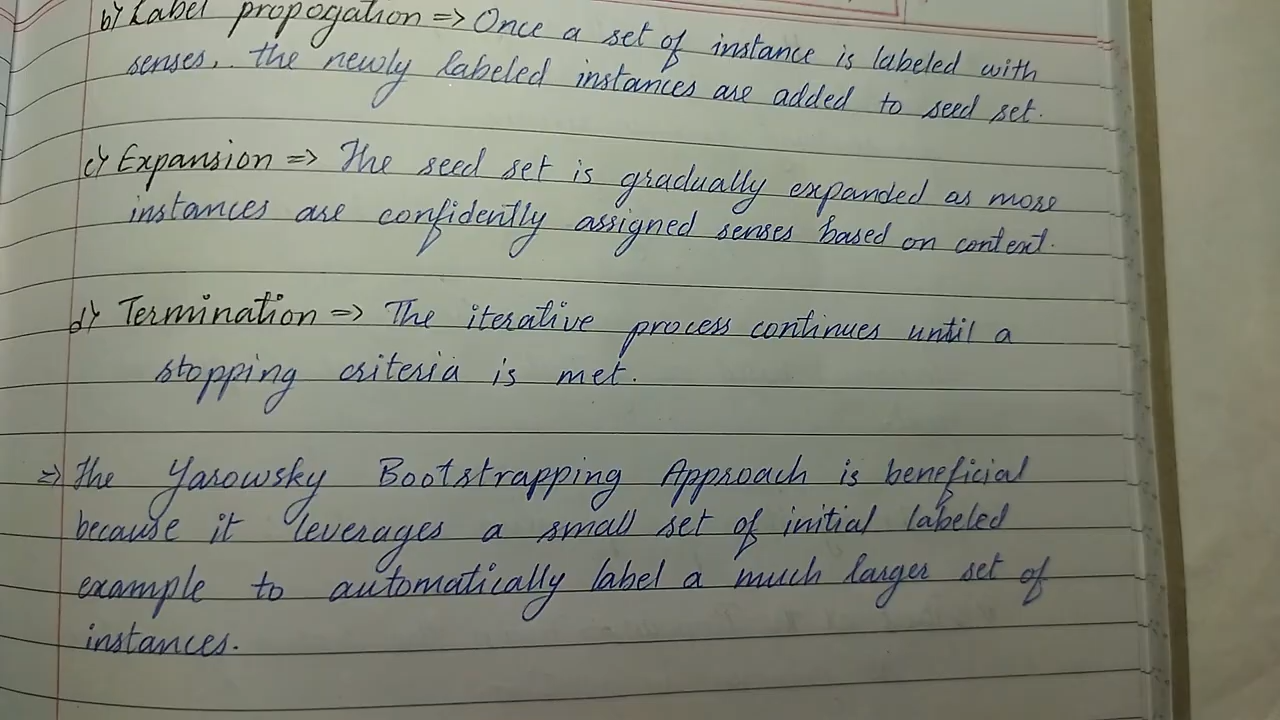 b) Label propogation => Once a set of instance is labeled with
senses, the newly labeled instances are added to seed set.
c) Expansion => The seed set is gradually expanded as more
instances are confidently assigned senses based on context.
d) Termination => The iterative process continues until a
stopping criteria is met.
=> The Yarowsky Bootstrapping Approach is beneficial
because it leverages a small set of initial labeled
example to automatically label a much larger set of
instances.